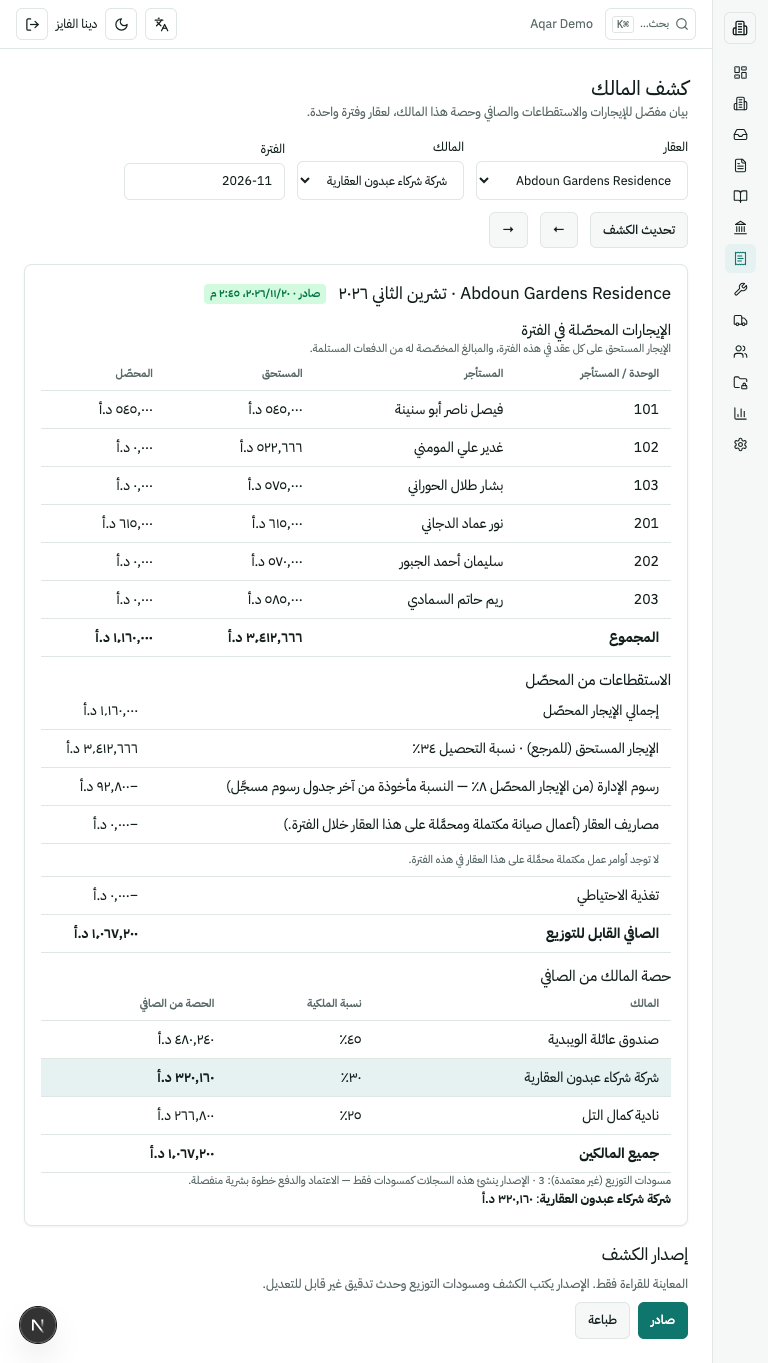 بحث... ⌘K
Aqar Demo
دينا الفايز
كشف المالك
بيان مفصّل للإيجارات والاستقطاعات والصافي وحصة هذا المالك، لعقار وفترة واحدة.
العقار المالك الفترة
Abdoun Gardens Residence شركة شركاء عبدون العقارية 2026-11
تحديث الكشف ← →
Abdoun Gardens Residence · تشرين الثاني ٢٠٢٦
الإيجارات المحصّلة في الفترة
الإيجار المستحق على كل عقد في هذه الفترة، والمبالغ المخصّصة له من الدفعات المستلمة.
الوحدة / المستأجر المستأجر المستحق المحصّل
101 فيصل ناصر أبو سنينة ٥٤٥٫٠٠٠ د.أ ٥٤٥٫٠٠٠ د.أ
102 غدير علي المومني ٥٢٢٫٦٦٦ د.أ ٠٫٠٠٠ د.أ
103 بشار طلال الحوراني ٥٧٥٫٠٠٠ د.أ ٠٫٠٠٠ د.أ
201 نور عماد الدجاني ٦١٥٫٠٠٠ د.أ ٦١٥٫٠٠٠ د.أ
202 سليمان أحمد الجبور ٥٧٠٫٠٠٠ د.أ ٠٫٠٠٠ د.أ
203 ريم حاتم السمادي ٥٨٥٫٠٠٠ د.أ ٠٫٠٠٠ د.أ
المجموع ٣٬٤١٢٫٦٦٦ د.أ ١٬١٦٠٫٠٠٠ د.أ
الاستقطاعات من المحصّل
إجمالي الإيجار المحصّل ١٬١٦٠٫٠٠٠ د.أ
الإيجار المستحق (للمرجع) · نسبة التحصيل ٣٤٪ ٣٬٤١٢٫٦٦٦ د.أ
رسوم الإدارة (من الإيجار المحصّل ٨٪ — النسبة مأخوذة من آخر جدول رسوم مسجَّل) −٩٢٫٨٠٠ د.أ
مصاريف العقار (أعمال صيانة مكتملة ومحمَّلة على هذا العقار خلال الفترة.) −٠٫٠٠٠ د.أ
لا توجد أوامر عمل مكتملة محمَّلة على هذا العقار في هذه الفترة.
تغذية الاحتياطي −٠٫٠٠٠ د.أ
الصافي القابل للتوزيع ١٬٠٦٧٫٢٠٠ د.أ
حصة المالك من الصافي
المالك نسبة الملكية الحصة من الصافي
صندوق عائلة الويبدية ٤٥٪ ٤٨٠٫٢٤٠ د.أ
شركة شركاء عبدون العقارية ٣٠٪ ٣٢٠٫١٦٠ د.أ
نادية كمال التل ٢٥٪ ٢٦٦٫٨٠٠ د.أ
جميع المالكين ١٬٠٦٧٫٢٠٠ د.أ
مسودات التوزيع (غير معتمدة): 3 · الإصدار ينشئ هذه السجلات كمسودات فقط — الاعتماد والدفع خطوة بشرية منفصلة.
شركة شركاء عبدون العقارية: ٣٢٠٫١٦٠ د.أ
إصدار الكشف
المعاينة للقراءة فقط. الإصدار يكتب الكشف ومسودات التوزيع وحدث تدقيق غير قابل للتعديل.
صادر طباعة